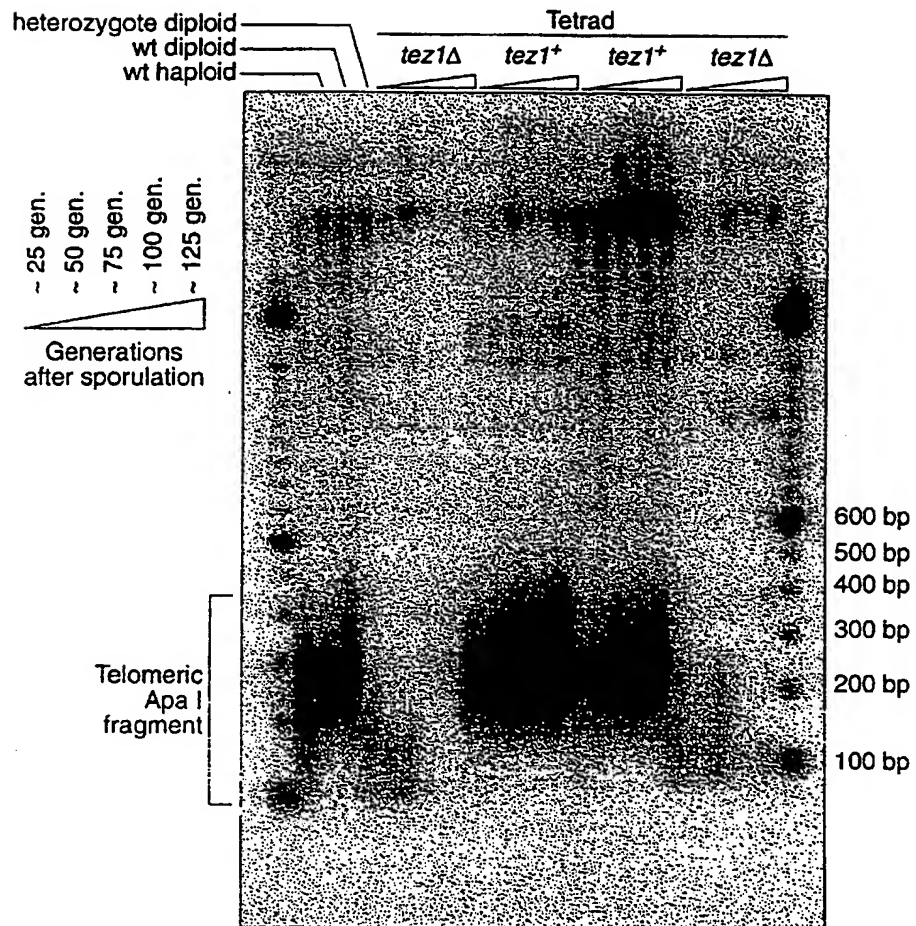 heterozygote diploid
wt diploid
wt haploid
Tetrad
tez1Δ
tez1⁺
tez1⁺
tez1Δ
~ 25 gen.
~ 50 gen.
~ 75 gen.
~ 100 gen.
~ 125 gen.
Generations
after sporulation
600 bp
500 bp
400 bp
300 bp
200 bp
100 bp
Telomeric
Apa I
fragment